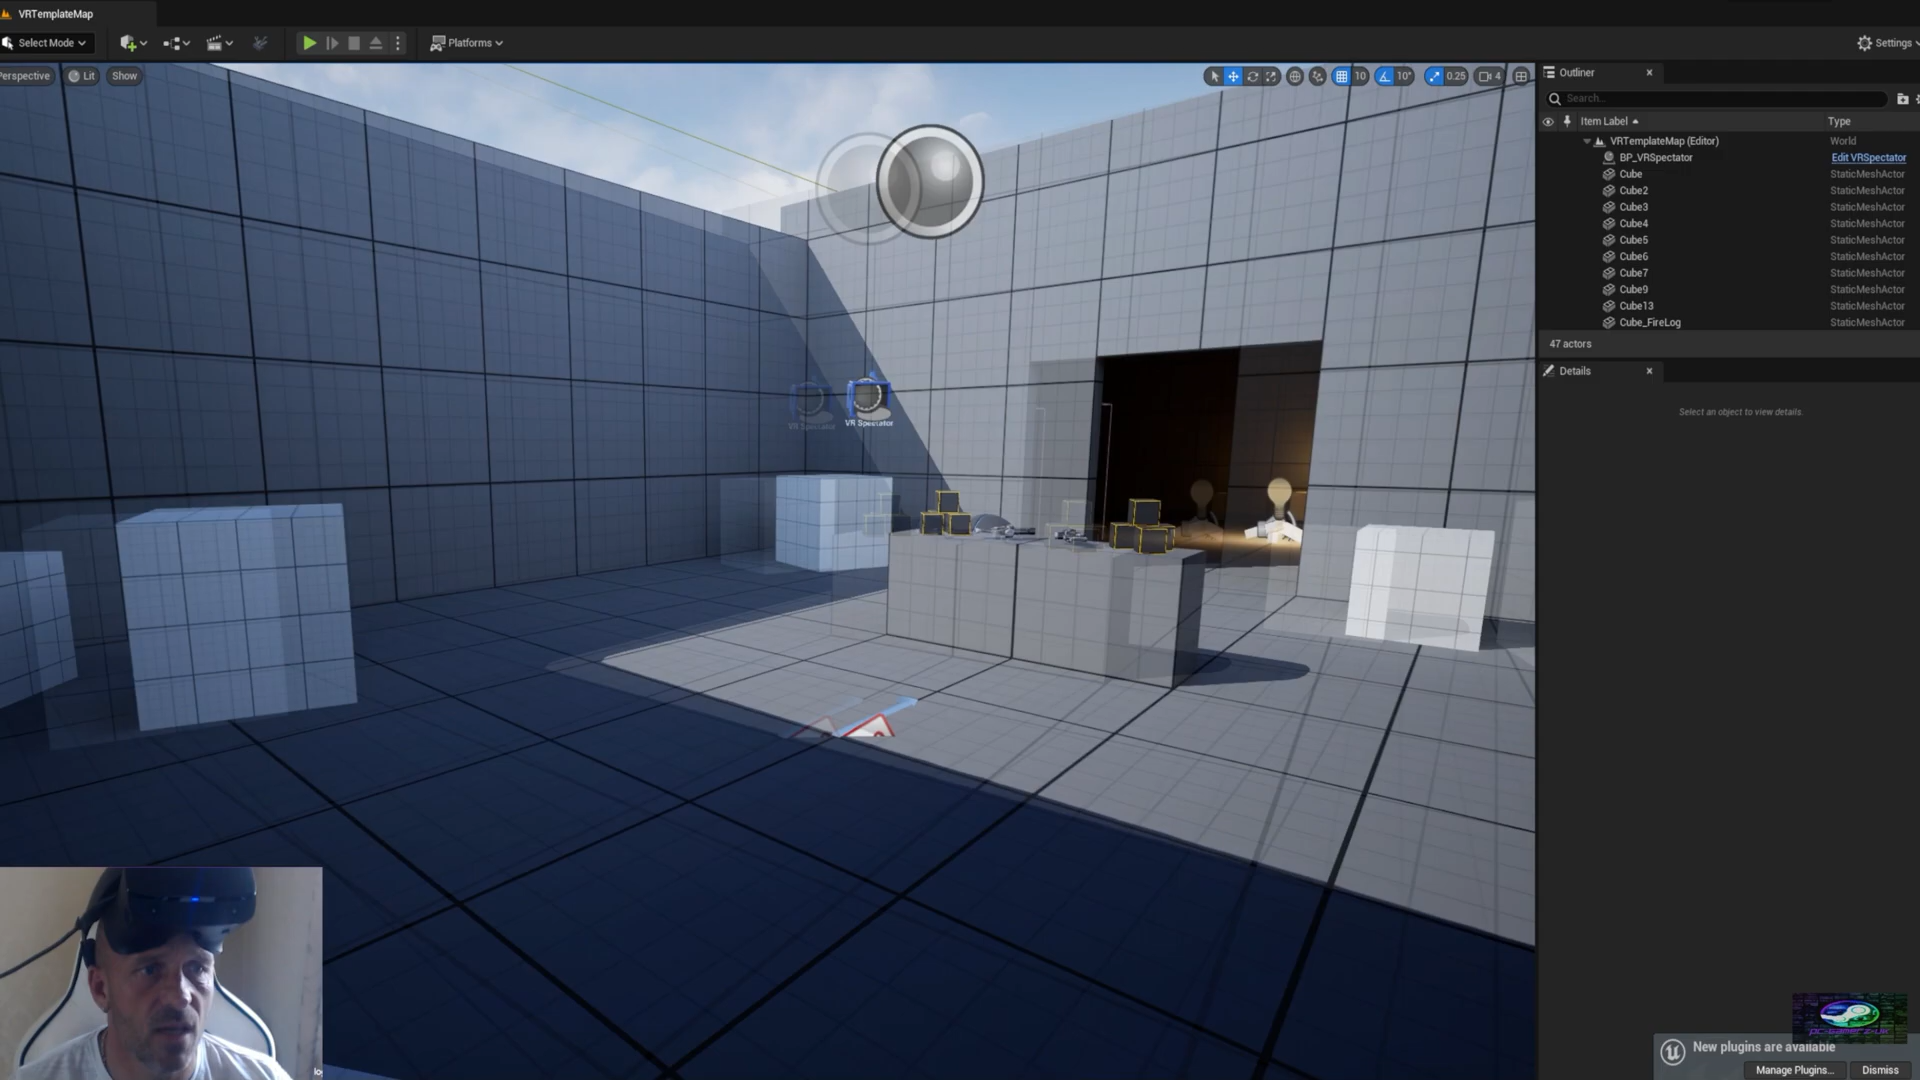 VRTemplateMap
Select Mode
Platforms
Settings
Perspective
Lit
Show
10
10°
0.25
4
Outliner
Search...
Item Label
Type
VRTemplateMap (Editor)
World
BP_VRSpectator
Edit VRSpectator
Cube
StaticMeshActor
Cube2
StaticMeshActor
Cube3
StaticMeshActor
Cube4
StaticMeshActor
Cube5
StaticMeshActor
Cube6
StaticMeshActor
Cube7
StaticMeshActor
Cube9
StaticMeshActor
Cube13
StaticMeshActor
Cube_FireLog
StaticMeshActor
47 actors
Details
Select an object to view details.
VR Spectator
VR Spectator
New plugins are available
Manage Plugins...
Dismiss